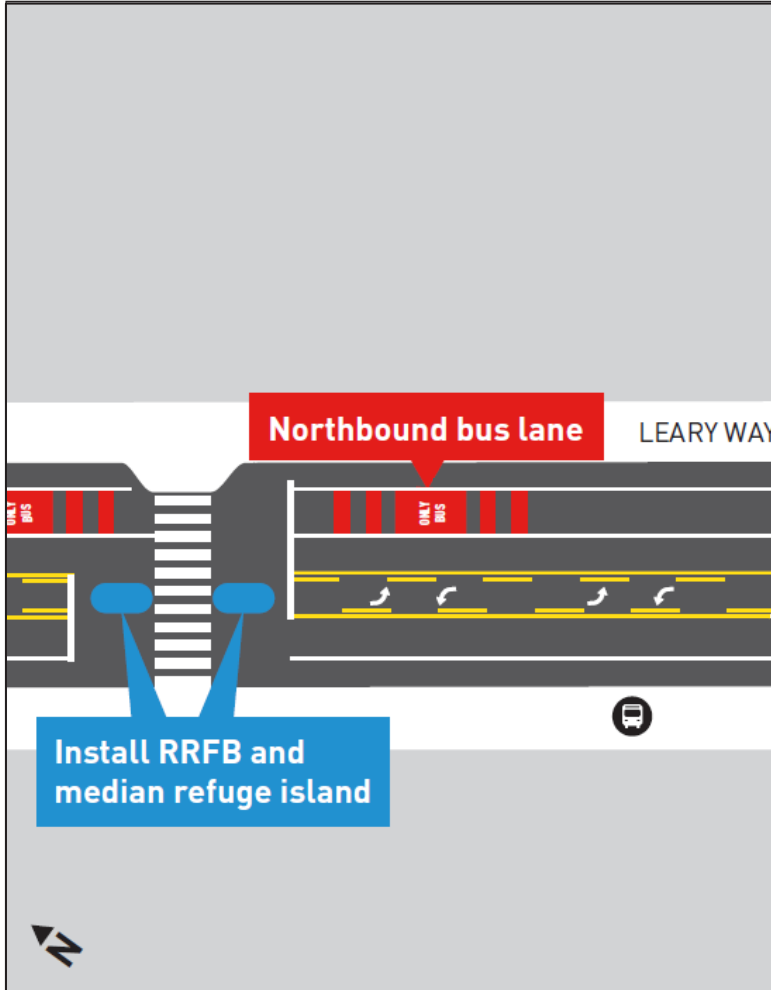 Northbound bus lane
LEARY WAY
ONLY
BUS
ONLY
BUS
Install RRFB and
median refuge island
N